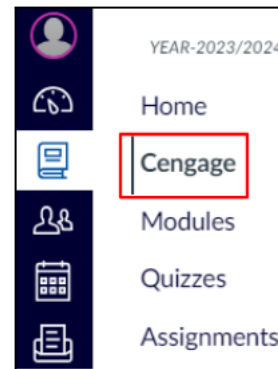 YEAR-2023/2024
Home
Cengage
Modules
Quizzes
Assignments